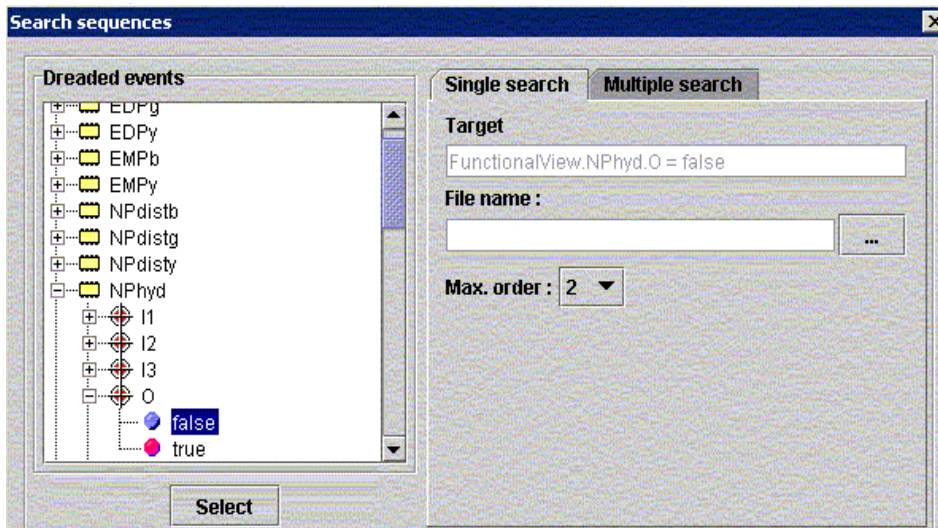 Search sequences
Dreaded events
EDPg
EDPy
EMPb
EMPy
NPdistb
NPdistg
NPdisty
NPhyd
I1
I2
I3
O
false
true
Select
Single search
Multiple search
Target
FunctionalView.NPhyd.O = false
File name :
...
Max. order : 2